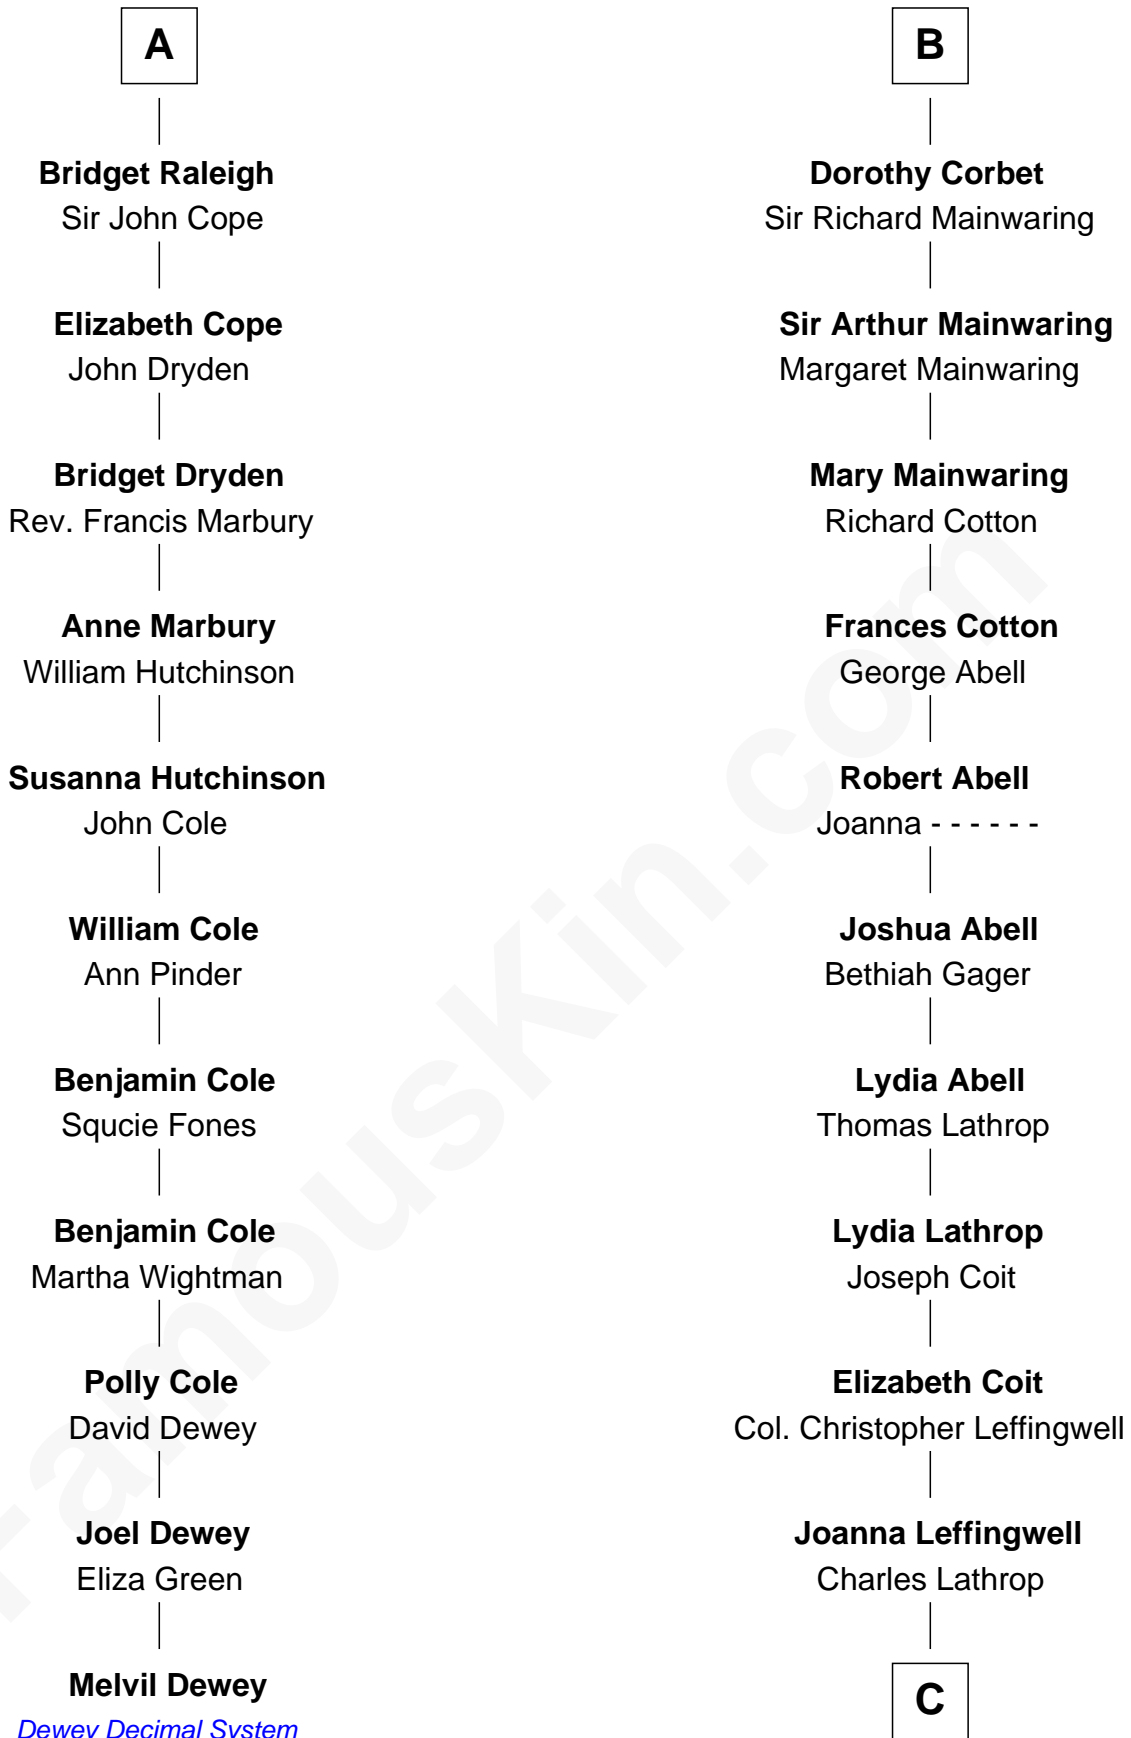 A
Bridget Raleigh
Sir John Cope
Elizabeth Cope
John Dryden
Bridget Dryden
Rev. Francis Marbury
Anne Marbury
William Hutchinson
Susanna Hutchinson
John Cole
William Cole
Ann Pinder
Benjamin Cole
Squcie Fones
Benjamin Cole
Martha Wightman
Polly Cole
David Dewey
Joel Dewey
Eliza Green
Melvil Dewey
Dewey Decimal System
B
Dorothy Corbet
Sir Richard Mainwaring
Sir Arthur Mainwaring
Margaret Mainwaring
Mary Mainwaring
Richard Cotton
Frances Cotton
George Abell
Robert Abell
Joanna - - - - - -
Joshua Abell
Bethiah Gager
Lydia Abell
Thomas Lathrop
Lydia Lathrop
Joseph Coit
Elizabeth Coit
Col. Christopher Leffingwell
Joanna Leffingwell
Charles Lathrop
C
FamousKin.com